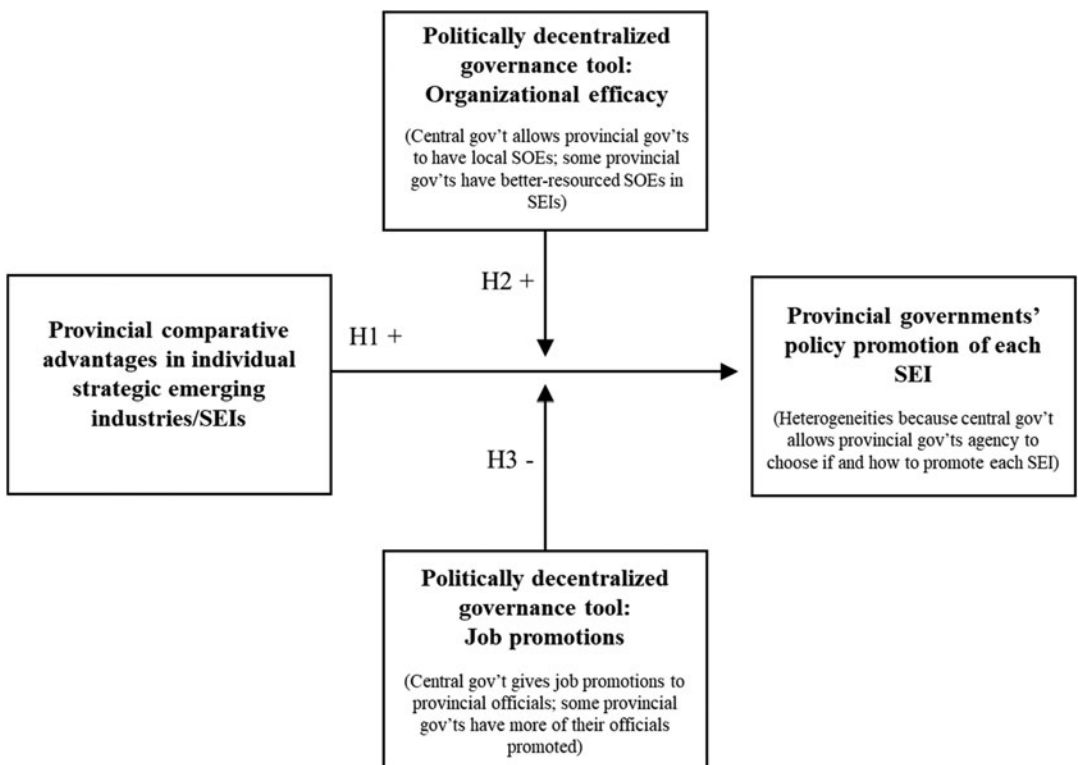 Politically decentralized
governance tool:
Organizational efficacy
(Central gov’t allows provincial gov’ts
to have local SOEs; some provincial
gov’ts have better-resourced SOEs in
SEIs)
H2 +
Provincial comparative
advantages in individual
strategic emerging
industries/SEIs
H1 +
Provincial governments’
policy promotion of each
SEI
(Heterogeneities because central gov’t
allows provincial gov’ts agency to
choose if and how to promote each SEI)
H3 -
Politically decentralized
governance tool:
Job promotions
(Central gov’t gives job promotions to
provincial officials; some provincial
gov’ts have more of their officials
promoted)